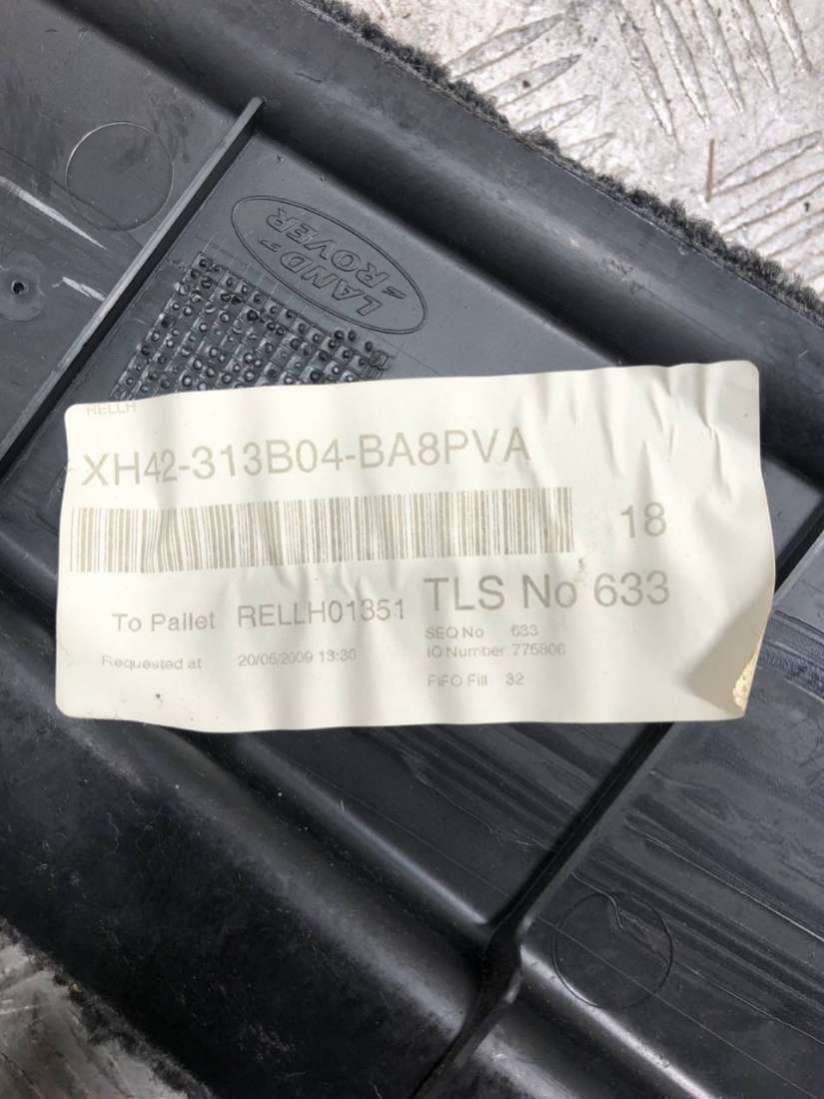 LAND
ROVER
RELLH
XH42-313B04-BA8PVA
18
To Pallet RELLH01351 TLS No 633
SEQ No 633
Requested at 20/05/2009 13:30 IQ Number 775806
FIFO Fill 32